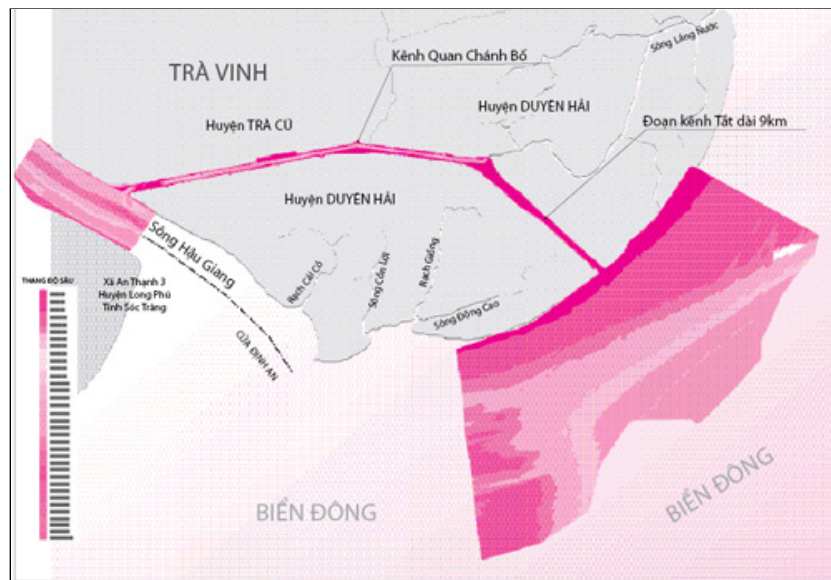 Sông Láng Nước
Kênh Quan Chánh Bố
TRÀ VINH
Huyện DUYÊN HẢI
Huyện TRÀ CÚ
Đoạn kênh Tắt dài 9km
Huyện DUYÊN HẢI
Sông Hậu Giang
Rạch Cái Cỏ
Sông Cồn Lợi
Rạch Giồng
Sông Động Cao
THANG ĐỘ SÂU
Xã An Thạnh 3
Huyện Long Phú
Tỉnh Sóc Trăng
CỬA ĐỊNH AN
BIỂN ĐÔNG
BIỂN ĐÔNG